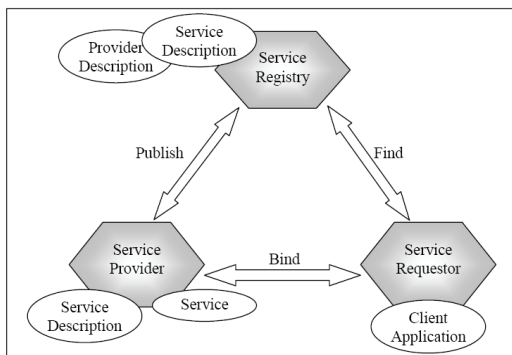 Service
Description
Provider
Description
Service
Registry
Publish
Find
Service
Provider
Bind
Service
Requestor
Service
Description
Service
Client
Application